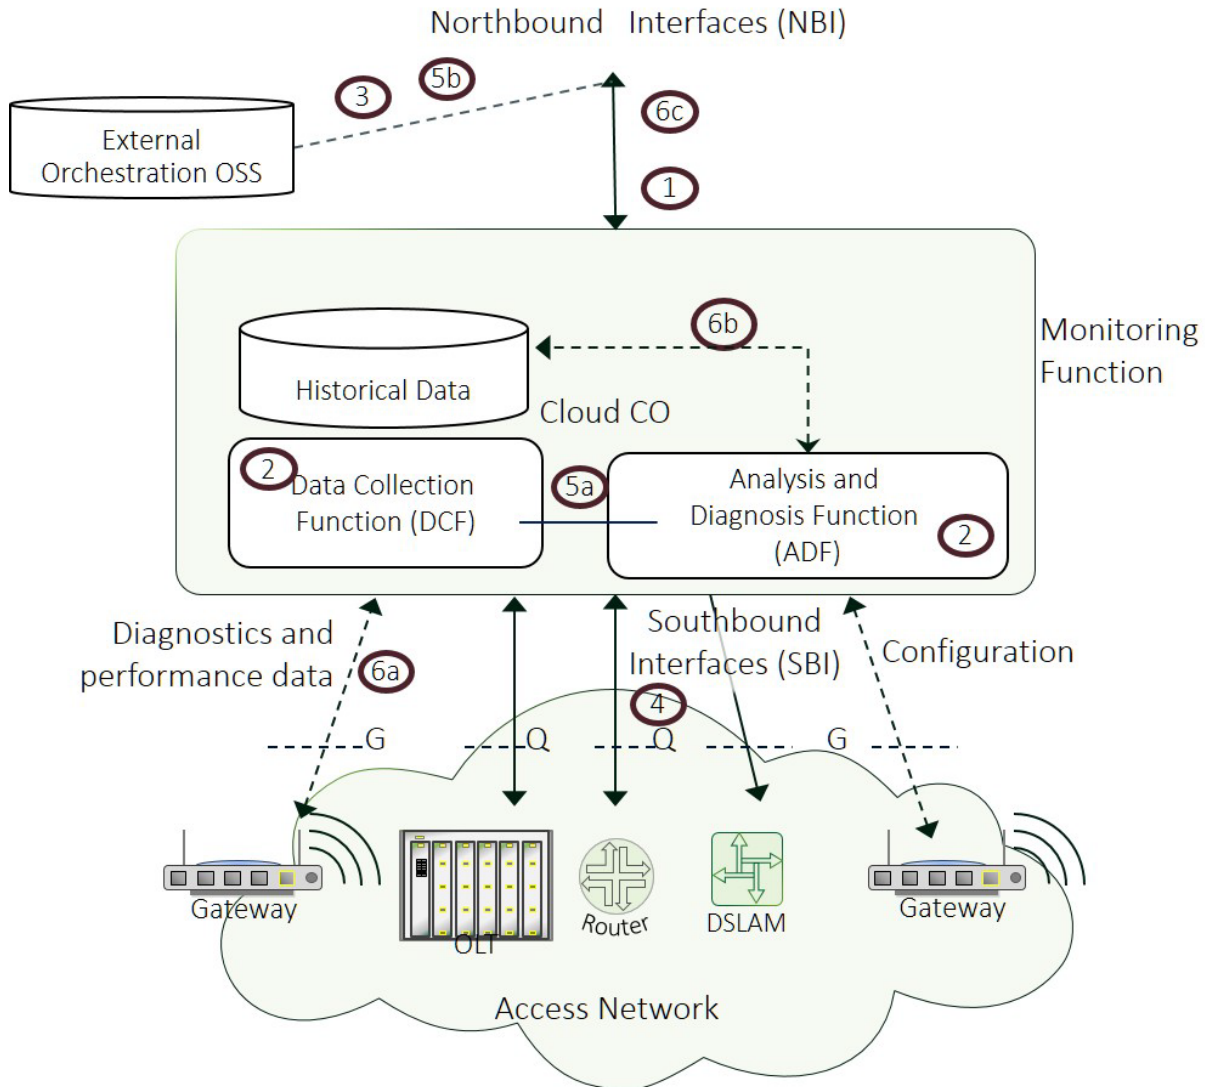 Northbound Interfaces (NBI)
5b
3
6c
External
Orchestration OSS
1
6b
Monitoring
Function
Historical Data
Cloud CO
2
Data Collection
Function (DCF)
5a
Analysis and
Diagnosis Function
(ADF)
2
Diagnostics and
performance data
6a
Southbound
Interfaces (SBI)
4
Configuration
G
Q
Q
G
Gateway
OLT
Router
DSLAM
Gateway
Access Network